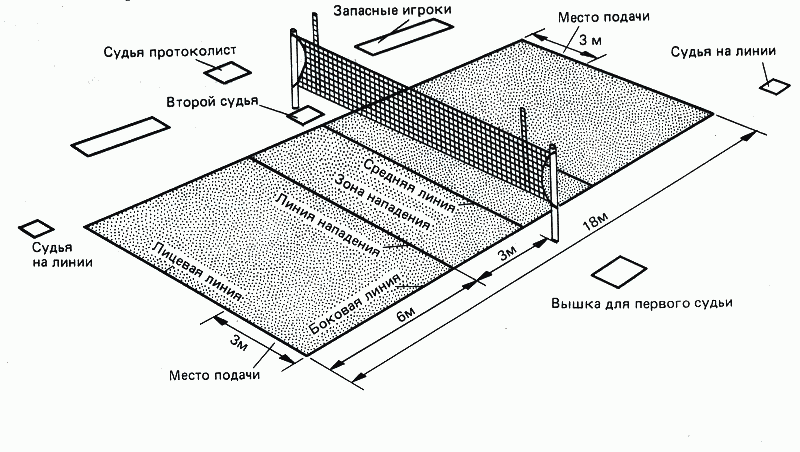 Запасные игроки
Место подачи
3 м
Судья на линии
Судья протоколист
Второй судья
Средняя линия
Зона нападения
Линия нападения
18м
3м
Судья
на линии
Лицевая линия
Боковая линия
6м
Вышка для первого судьи
3м
Место подачи